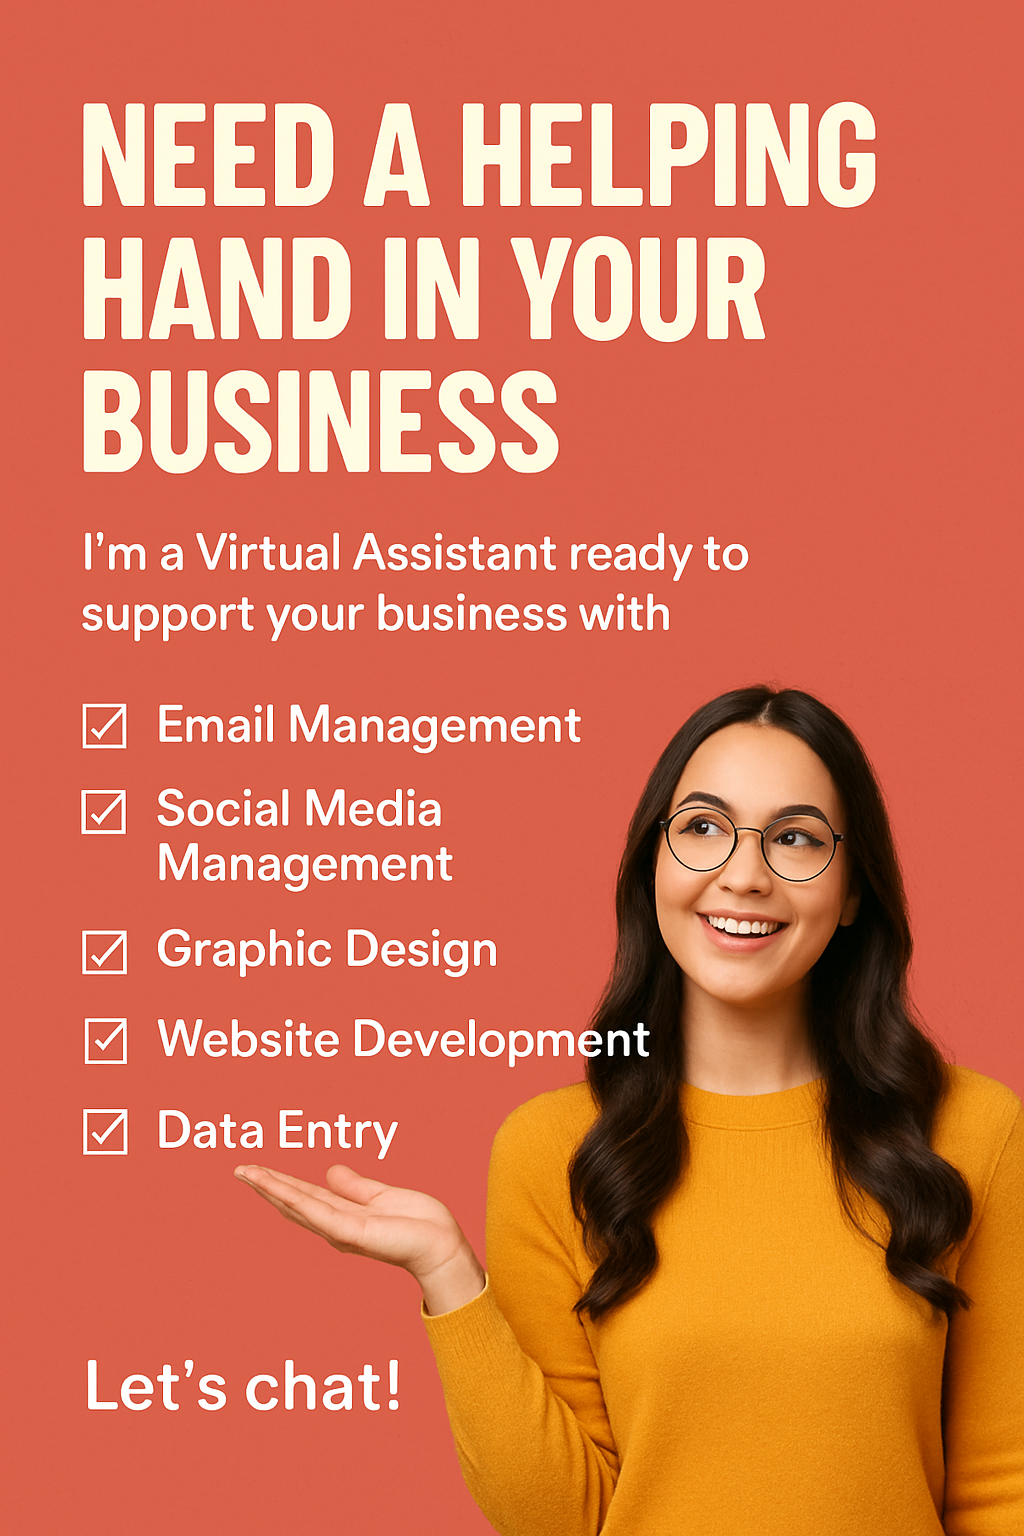 NEED A HELPING
HAND IN YOUR
BUSINESS
I’m a Virtual Assistant ready to
support your business with
Email Management
Social Media
Management
Graphic Design
Website Development
Data Entry
Let’s chat!